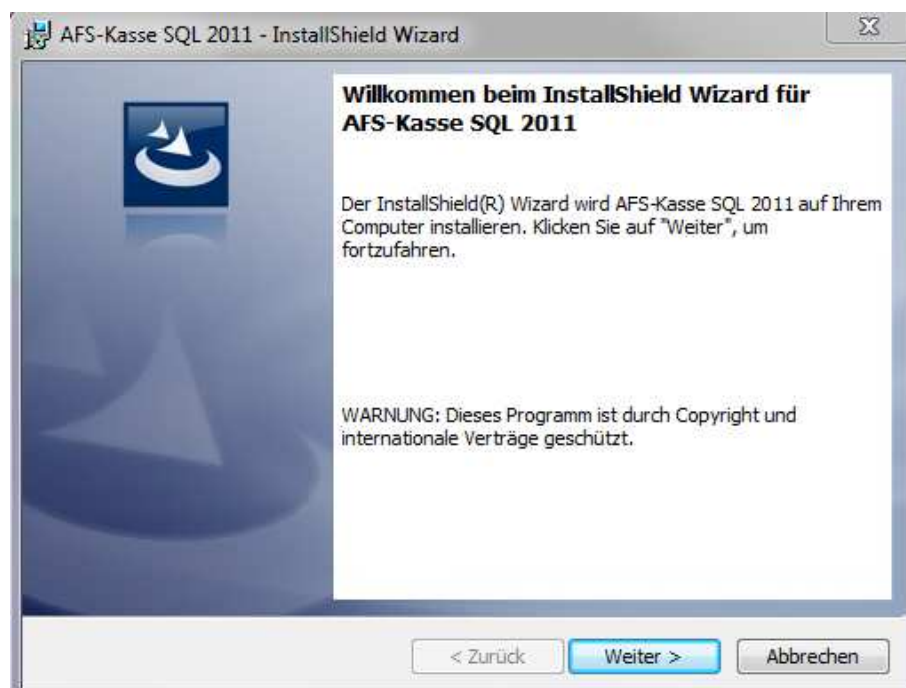 AFS-Kasse SQL 2011 - InstallShield Wizard
Willkommen beim InstallShield Wizard für
AFS-Kasse SQL 2011
Der InstallShield(R) Wizard wird AFS-Kasse SQL 2011 auf Ihrem
Computer installieren. Klicken Sie auf "Weiter", um
fortzufahren.
WARNUNG: Dieses Programm ist durch Copyright und
internationale Verträge geschützt.
< Zurück
Weiter >
Abbrechen